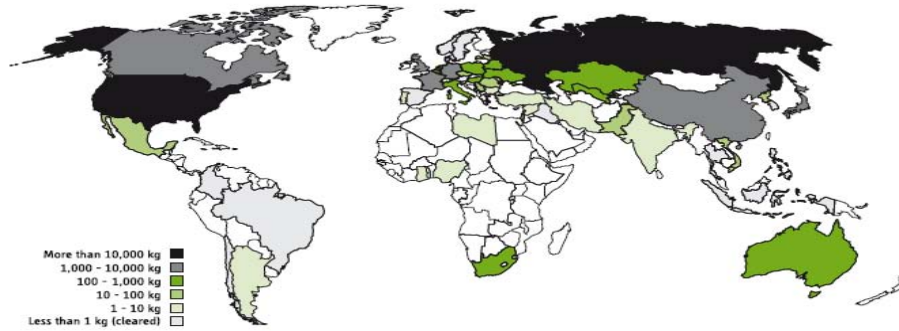 More than 10,000 kg
1,000 - 10,000 kg
100 - 1,000 kg
10 - 100 kg
1 - 10 kg
Less than 1 kg (cleared)